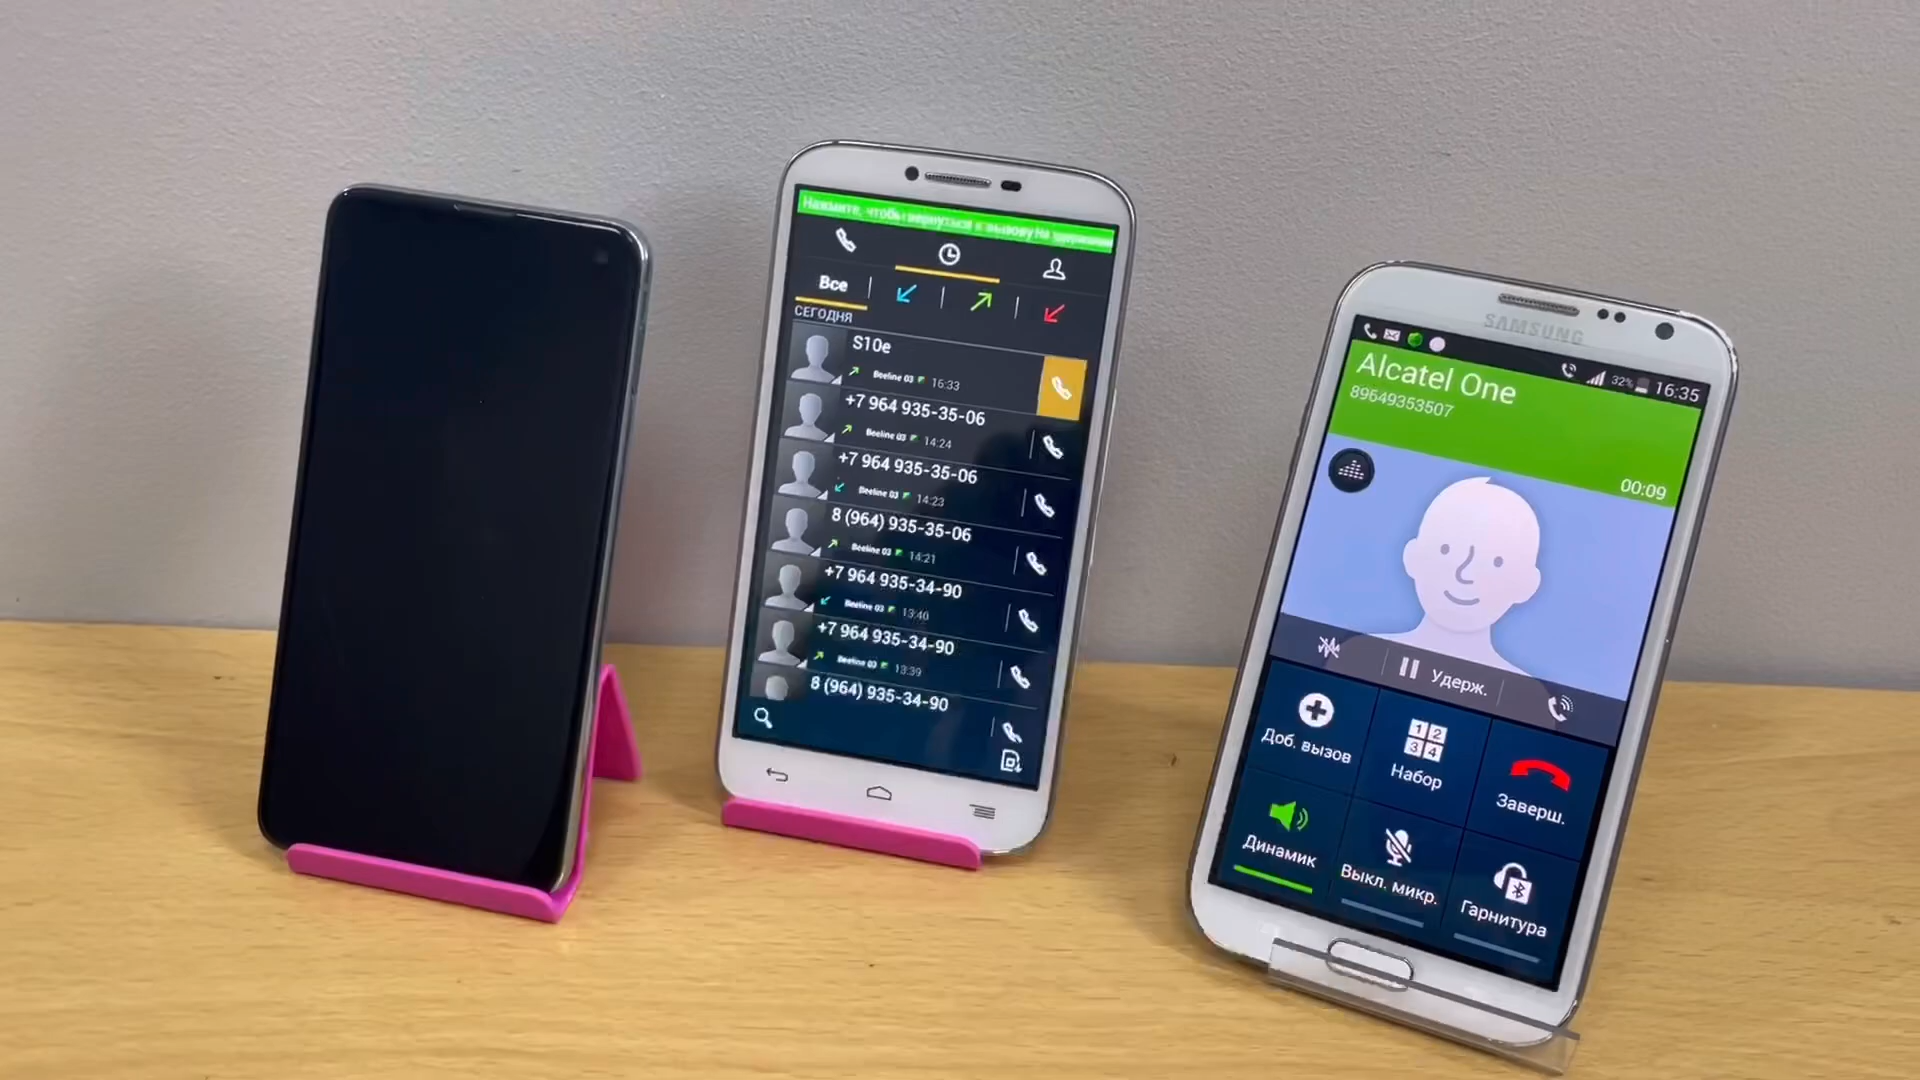 Нажмите, чтобы вернуться к вызову На удержании
Все
СЕГОДНЯ
S10e
Beeline 03 16:33
+7 964 935-35-06
Beeline 03 14:24
+7 964 935-35-06
Beeline 03 14:23
8 (964) 935-35-06
Beeline 03 14:21
+7 964 935-34-90
Beeline 03 13:40
+7 964 935-34-90
Beeline 03 13:39
8 (964) 935-34-90
SAMSUNG
32% 16:35
Alcatel One
89649353507
00:09
Удерж.
Доб. вызов
1 2
3 4
Набор
Заверш.
Динамик
Выкл. микр.
Гарнитура